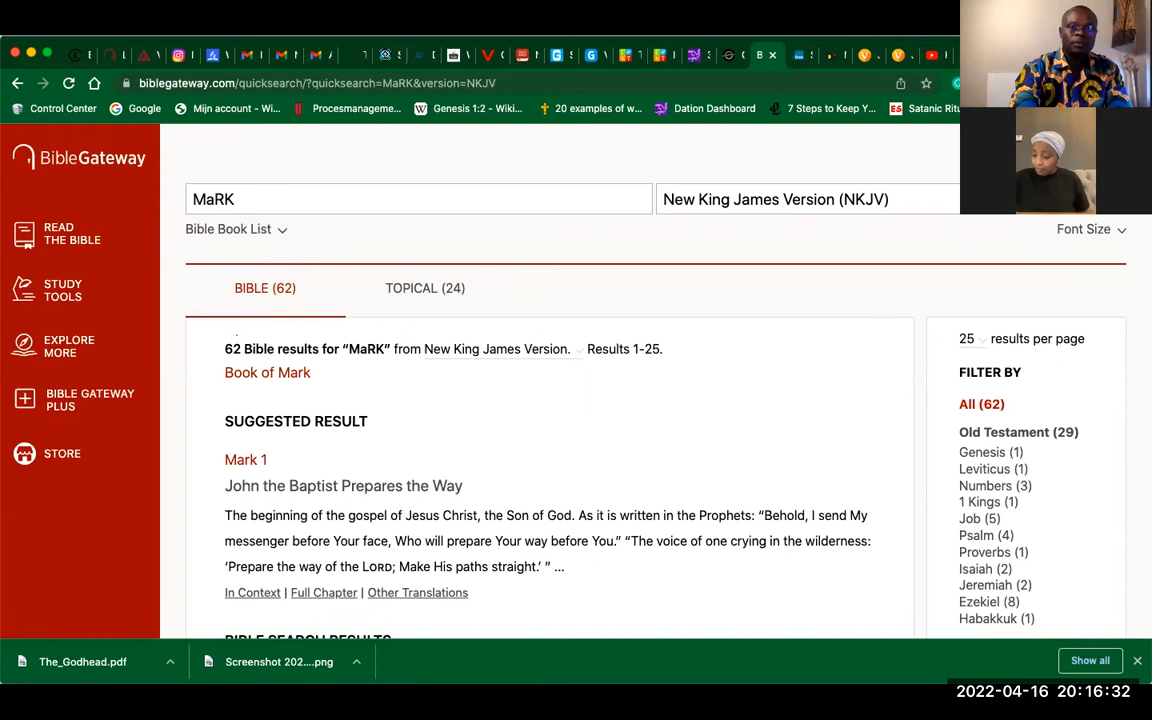 biblegateway.com/quicksearch/?quicksearch=MaRK&version=NKJV
Control Center
Google
Mijn account - Wi...
Procesmanageme...
Genesis 1:2 - Wiki...
20 examples of w...
Dation Dashboard
7 Steps to Keep Y...
Satanic Ritu
BibleGateway
MaRK
New King James Version (NKJV)
Bible Book List
Font Size
READ
THE BIBLE
STUDY
TOOLS
EXPLORE
MORE
BIBLE GATEWAY
PLUS
STORE
BIBLE (62)
TOPICAL (24)
62 Bible results for “MaRK” from New King James Version. Results 1-25.
Book of Mark
SUGGESTED RESULT
Mark 1
John the Baptist Prepares the Way
The beginning of the gospel of Jesus Christ, the Son of God. As it is written in the Prophets: “Behold, I send My
messenger before Your face, Who will prepare Your way before You.” “The voice of one crying in the wilderness:
‘Prepare the way of the LORD; Make His paths straight.’ ” ...
In Context | Full Chapter | Other Translations
BIBLE SEARCH RESULTS
25 results per page
FILTER BY
All (62)
Old Testament (29)
Genesis (1)
Leviticus (1)
Numbers (3)
1 Kings (1)
Job (5)
Psalm (4)
Proverbs (1)
Isaiah (2)
Jeremiah (2)
Ezekiel (8)
Habakkuk (1)
The_Godhead.pdf
Screenshot 202....png
Show all
2022-04-16 20:16:32